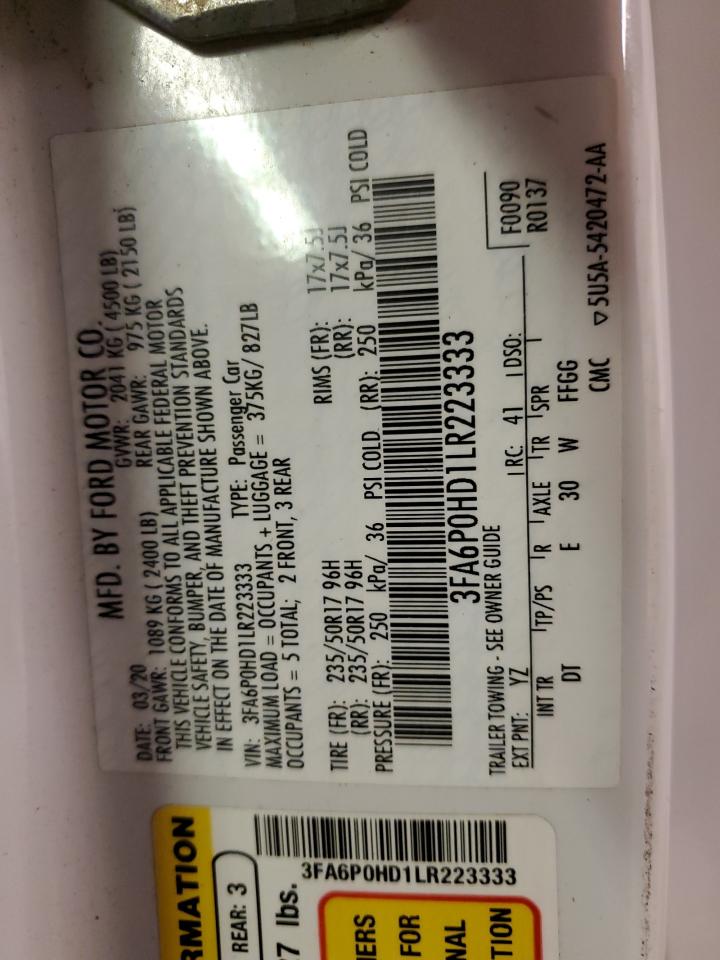 MFD. BY FORD MOTOR CO.
DATE: 03/20 GVWR: 2041 KG ( 4500 LB)
FRONT GAWR: 1089 KG ( 2400 LB) REAR GAWR: 975 KG ( 2150 LB)
THIS VEHICLE CONFORMS TO ALL APPLICABLE FEDERAL MOTOR
VEHICLE SAFETY, BUMPER, AND THEFT PREVENTION STANDARDS
IN EFFECT ON THE DATE OF MANUFACTURE SHOWN ABOVE.
VIN: 3FA6P0HD1LR223333 TYPE: Passenger Car
MAXIMUM LOAD = OCCUPANTS + LUGGAGE = 375KG/ 827LB
OCCUPANTS = 5 TOTAL; 2 FRONT, 3 REAR
TIRE (FR): 235/50R17 96H RIMS (FR): 17x7.5J
(RR): 235/50R17 96H (RR): 17x7.5J
PRESSURE (FR): 250 kPa/ 36 PSI COLD (RR): 250 kPa/ 36 PSI COLD
3FA6P0HD1LR223333
TRAILER TOWING - SEE OWNER GUIDE
EXT PNT: YZ RC: 41 DSO: F0090
R0137
INT TR TP/PS R AXLE TR SPR
DT E 30 W FFGG
CMC ▽5U5A-5420472-AA
RMATION
REAR: 3
7 lbs.
3FA6P0HD1LR223333
IERS
FOR
NAL
TION